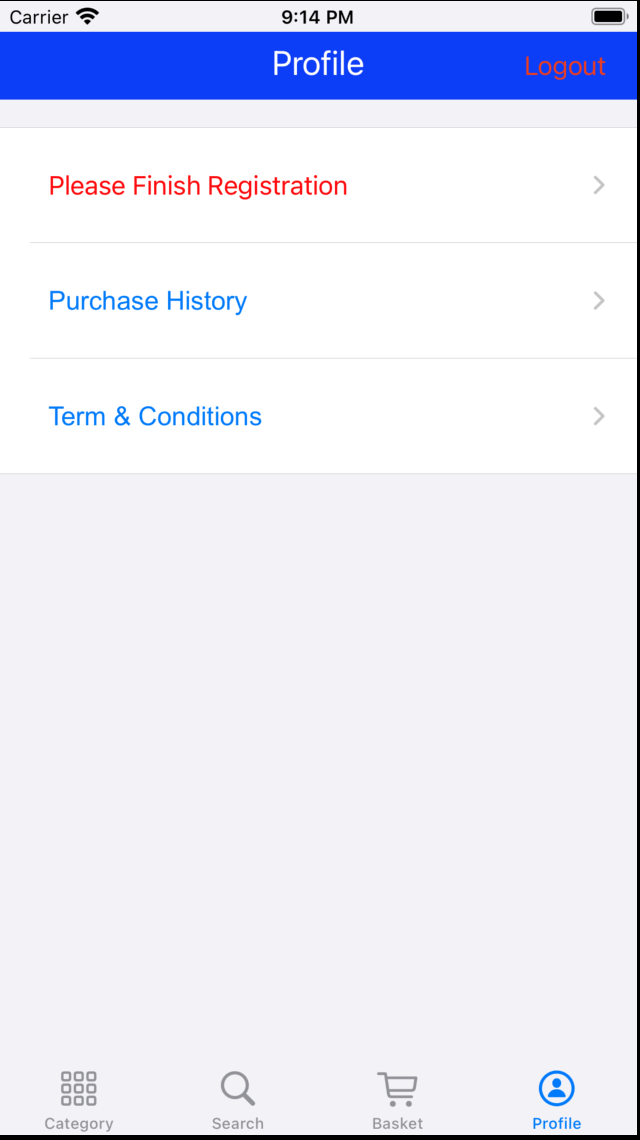 Carrier 9:14 PM
Profile Logout
Please Finish Registration
Purchase History
Term & Conditions
Category Search Basket Profile